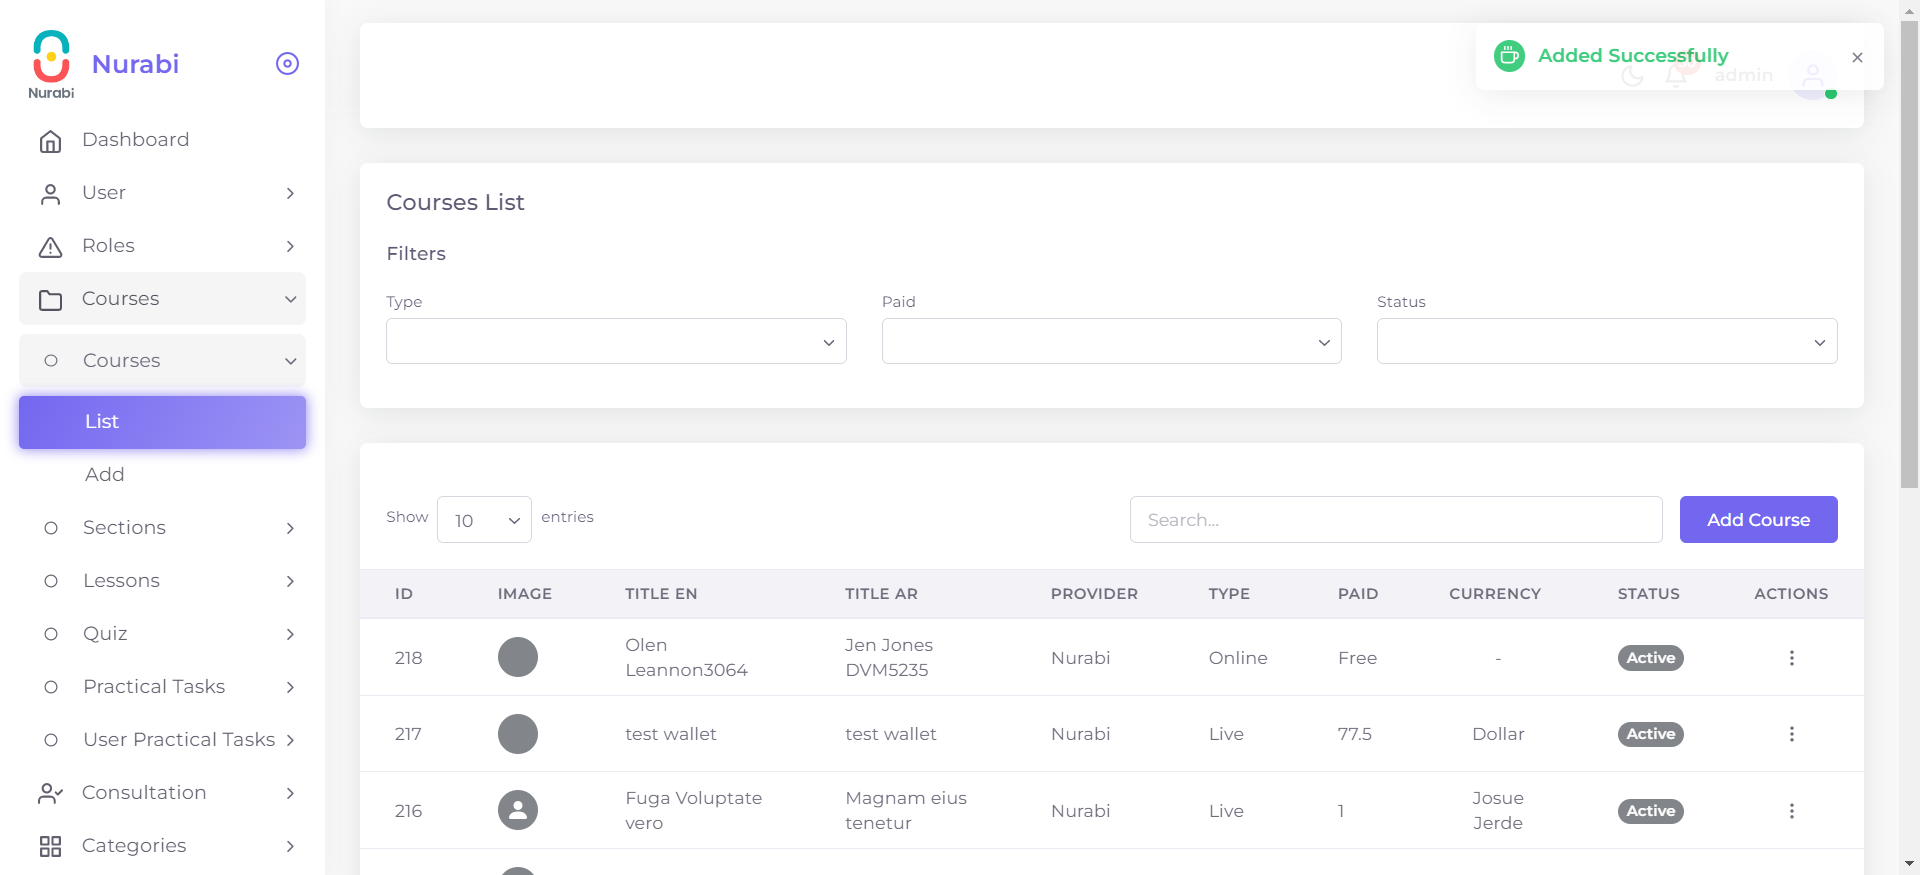 Nurabi
Nurabi
Dashboard
User
Roles
Courses
Courses
List
Add
Sections
Lessons
Quiz
Practical Tasks
User Practical Tasks
Consultation
Categories
Added Successfully
admin
Courses List
Filters
Type Paid Status
Show 10 entries Search... Add Course
ID IMAGE TITLE EN TITLE AR PROVIDER TYPE PAID CURRENCY STATUS ACTIONS
218 Olen Leannon3064 Jen Jones DVM5235 Nurabi Online Free - Active
217 test wallet test wallet Nurabi Live 77.5 Dollar Active
216 Fuga Voluptate vero Magnam eius tenetur Nurabi Live 1 Josue Jerde Active